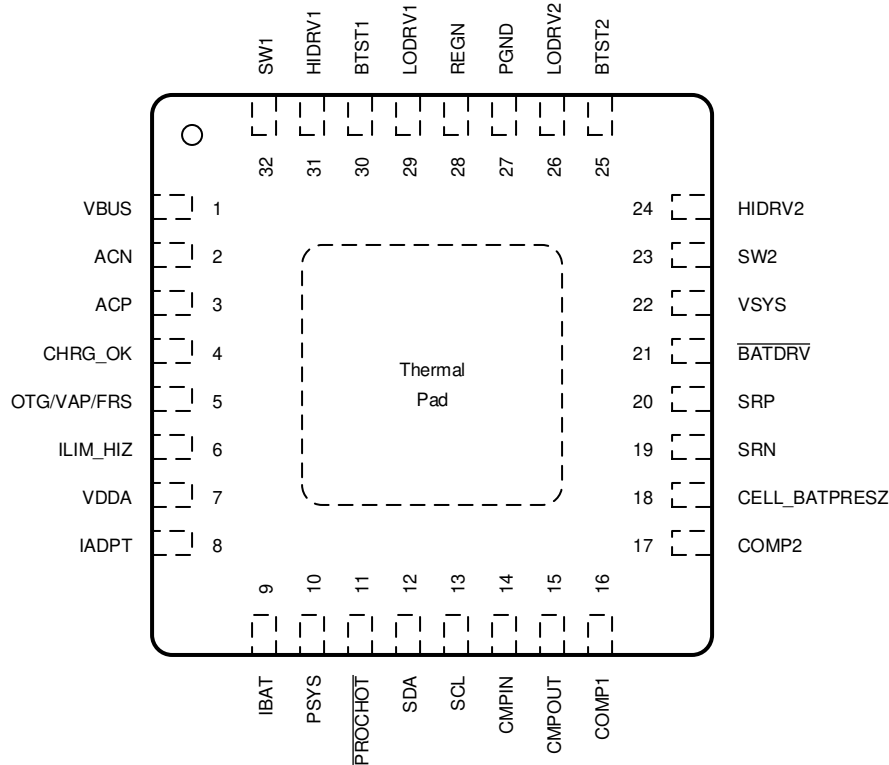 SW1
HIDRV1
BTST1
LODRV1
REGN
PGND
LODRV2
BTST2
32
31
30
29
28
27
26
25
VBUS 1
ACN 2
ACP 3
CHRG_OK 4
OTG/VAP/FRS 5
ILIM_HIZ 6
VDDA 7
IADPT 8
24 HIDRV2
23 SW2
22 VSYS
21 BATDRV
20 SRP
19 SRN
18 CELL_BATPRESZ
17 COMP2
Thermal
Pad
9
10
11
12
13
14
15
16
IBAT
PSYS
PROCHOT
SDA
SCL
CMPIN
CMPOUT
COMP1